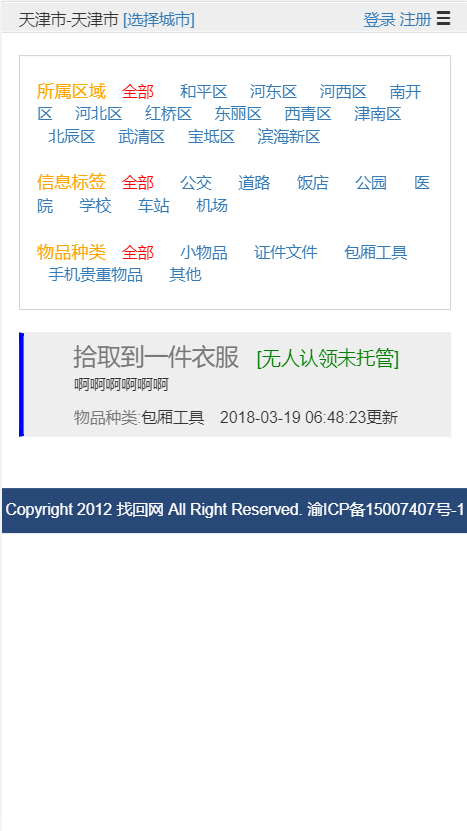 天津市-天津市 [选择城市] 登录 注册
所属区域 全部 和平区 河东区 河西区 南开
区 河北区 红桥区 东丽区 西青区 津南区
北辰区 武清区 宝坻区 滨海新区
信息标签 全部 公交 道路 饭店 公园 医
院 学校 车站 机场
物品种类 全部 小物品 证件文件 包厢工具
手机贵重物品 其他
拾取到一件衣服 [无人认领未托管]
啊啊啊啊啊啊
物品种类:包厢工具 2018-03-19 06:48:23更新
Copyright 2012 找回网 All Right Reserved. 渝ICP备15007407号-1